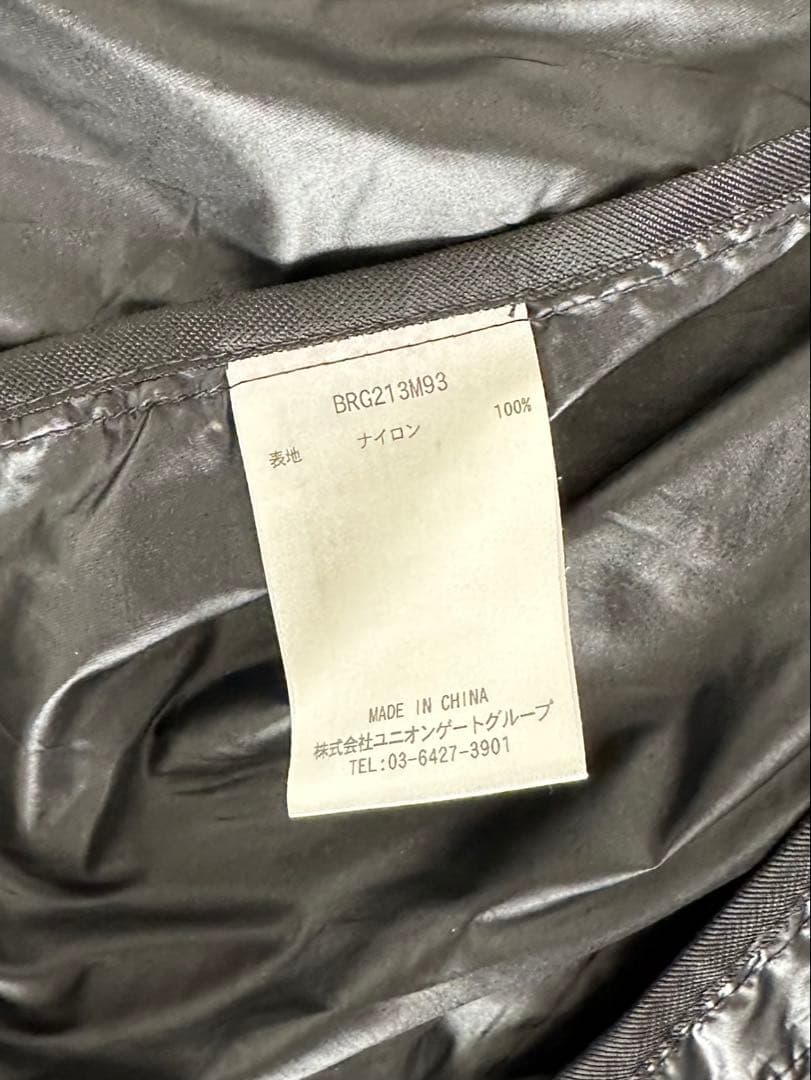 BRG213M93
表地 ナイロン 100%
MADE IN CHINA
株式会社ユニオンゲートグループ
TEL:03-6427-3901